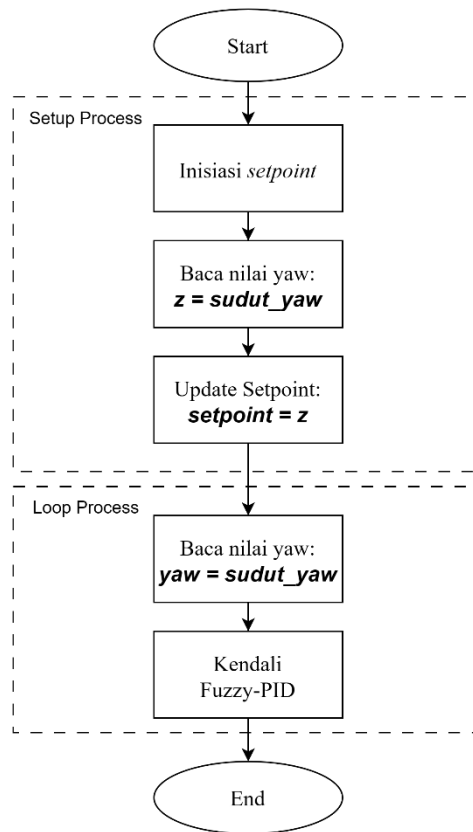 Start
Setup Process
Inisiasi setpoint
Baca nilai yaw:
z = sudut_yaw
Update Setpoint:
setpoint = z
Loop Process
Baca nilai yaw:
yaw = sudut_yaw
Kendali
Fuzzy-PID
End